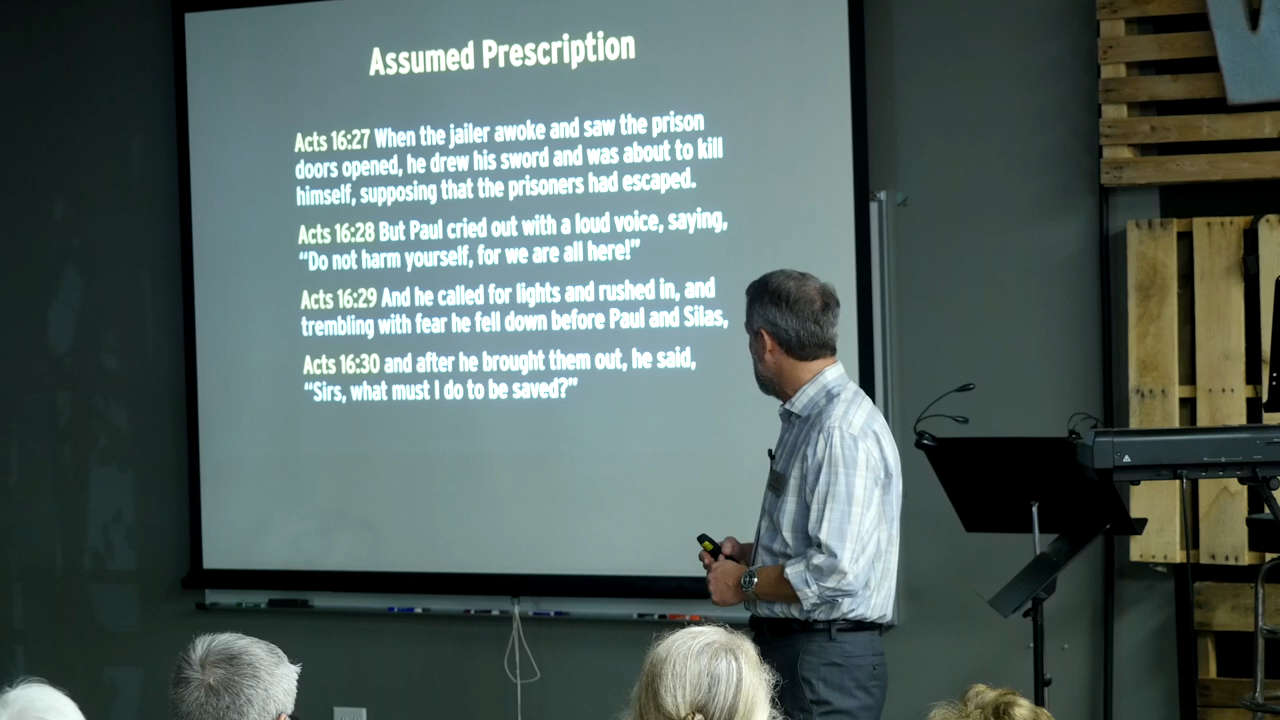 Assumed Prescription
Acts 16:27 When the jailer awoke and saw the prison
doors opened, he drew his sword and was about to kill
himself, supposing that the prisoners had escaped.
Acts 16:28 But Paul cried out with a loud voice, saying,
“Do not harm yourself, for we are all here!”
Acts 16:29 And he called for lights and rushed in, and
trembling with fear he fell down before Paul and Silas,
Acts 16:30 and after he brought them out, he said,
“Sirs, what must I do to be saved?”